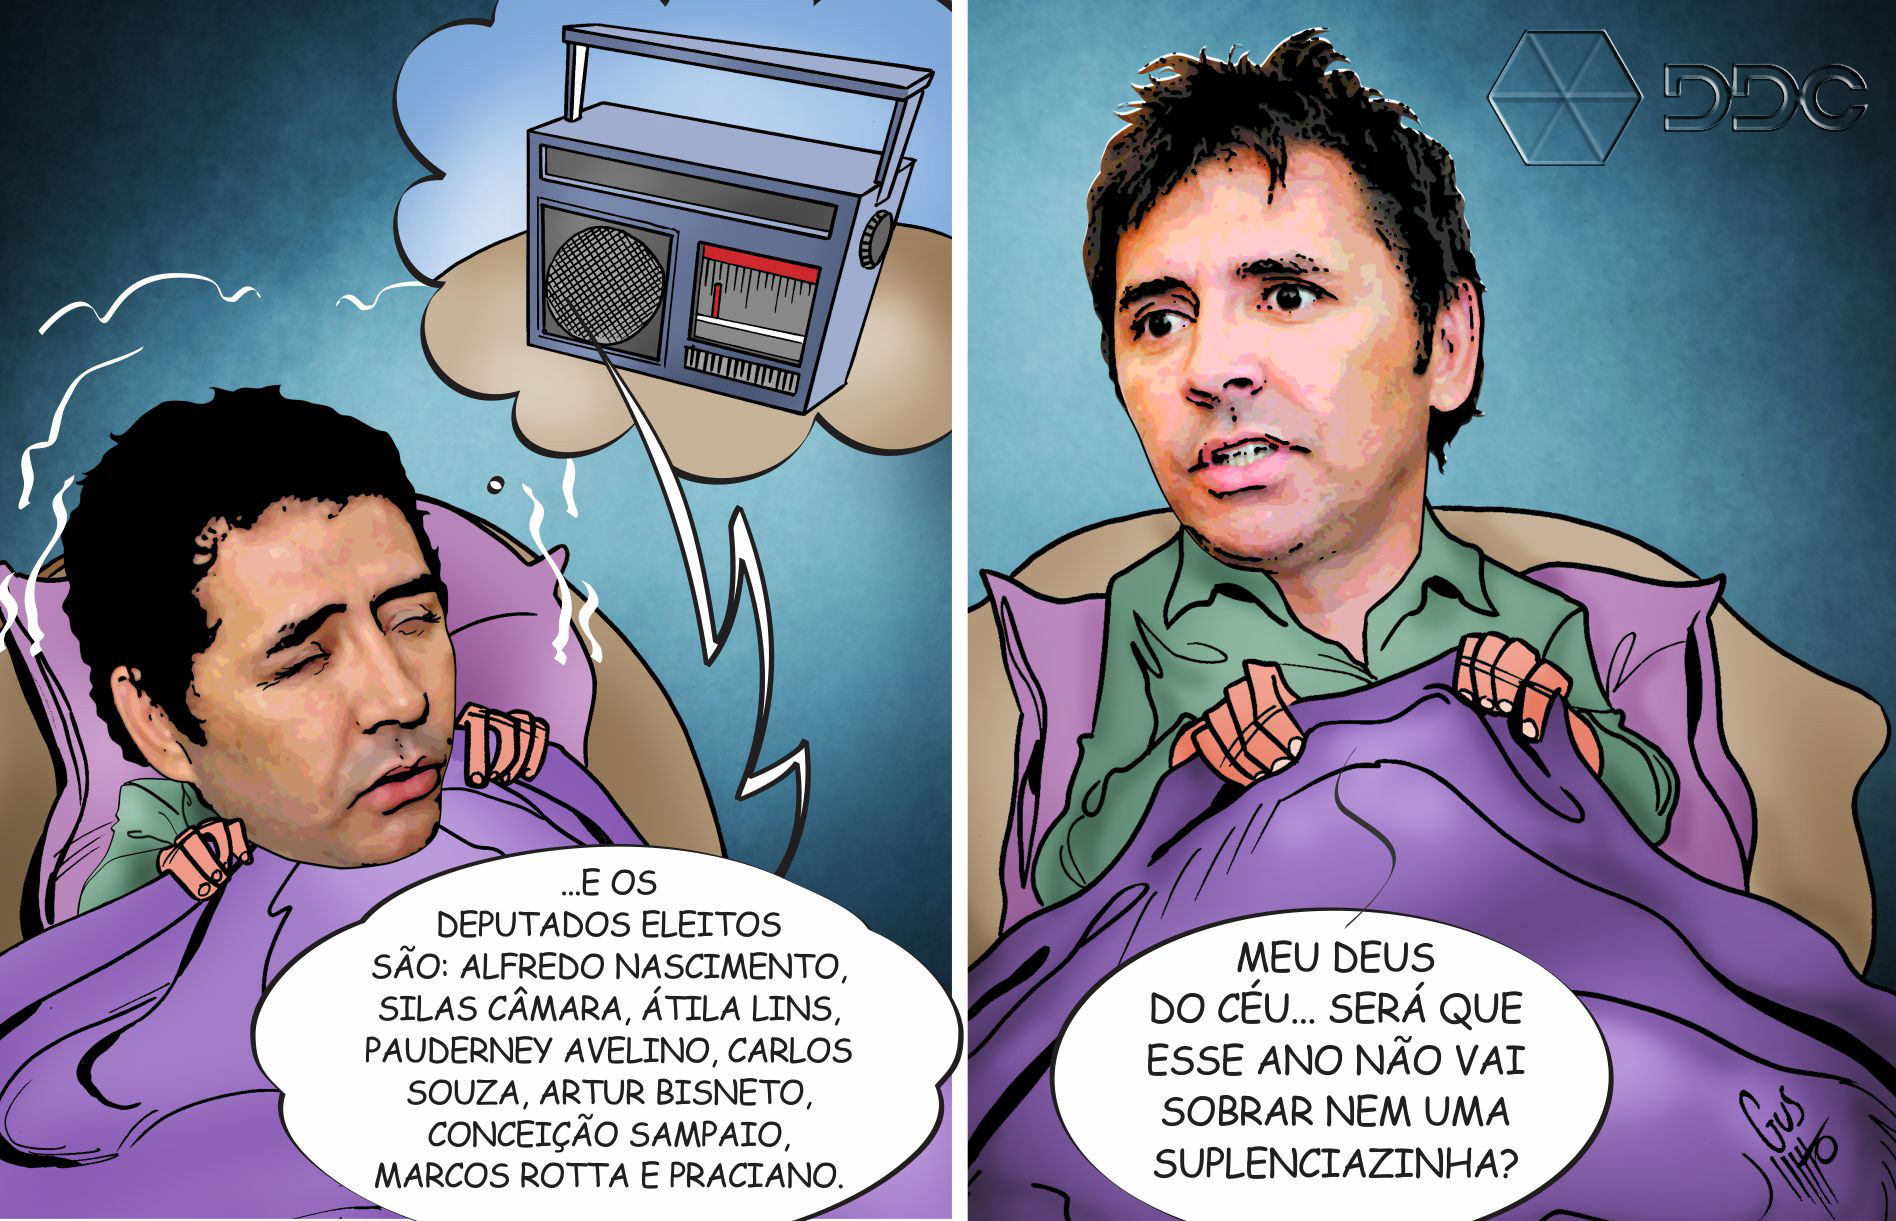 ...E OS
DEPUTADOS ELEITOS
SÃO: ALFREDO NASCIMENTO,
SILAS CÂMARA, ÁTILA LINS,
PAUDERNEY AVELINO, CARLOS
SOUZA, ARTUR BISNETO,
CONCEIÇÃO SAMPAIO,
MARCOS ROTTA E PRACIANO.
DDC
MEU DEUS
DO CÉU... SERÁ QUE
ESSE ANO NÃO VAI
SOBRAR NEM UMA
SUPLENCIAZINHA?